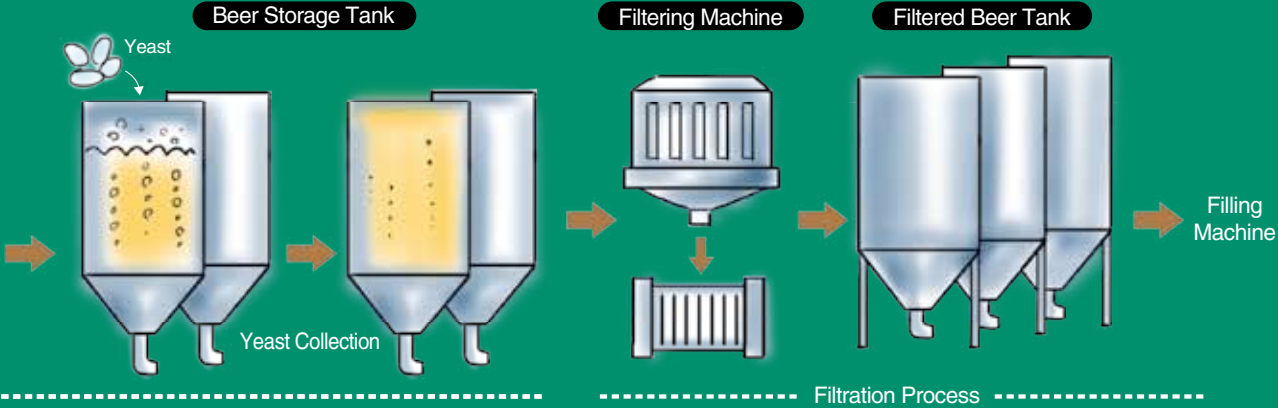 Beer Storage Tank
Filtering Machine
Filtered Beer Tank
Yeast
Filling
Machine
Yeast Collection
Filtration Process